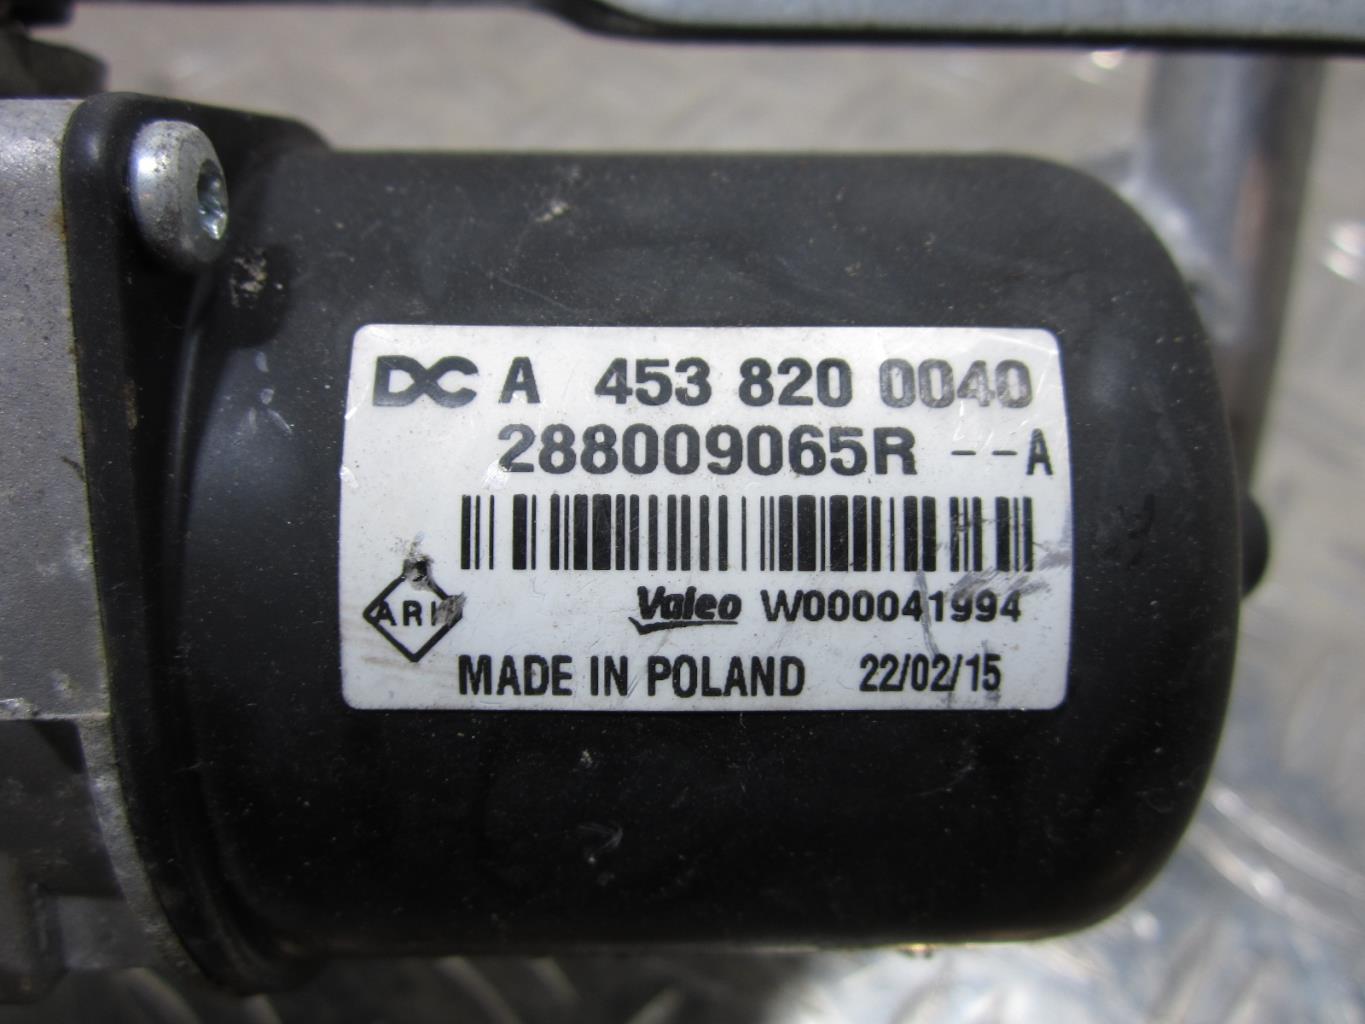 DC A 453 820 0040
288009065R --A
ARI
Valeo W000041994
MADE IN POLAND 22/02/15